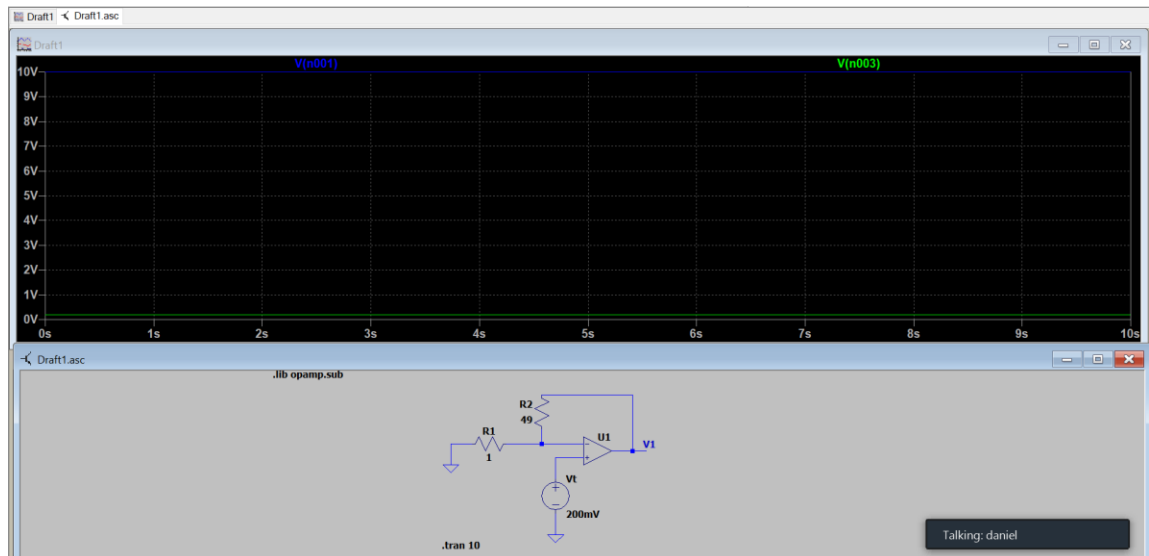 Draft1 Draft1.asc
Draft1
V(n001) V(n003)
10V
9V
8V
7V
6V
5V
4V
3V
2V
1V
0V
0s 1s 2s 3s 4s 5s 6s 7s 8s 9s 10s
Draft1.asc
.lib opamp.sub
R2
49
R1
1
U1
V1
Vt
200mV
.tran 10
Talking: daniel